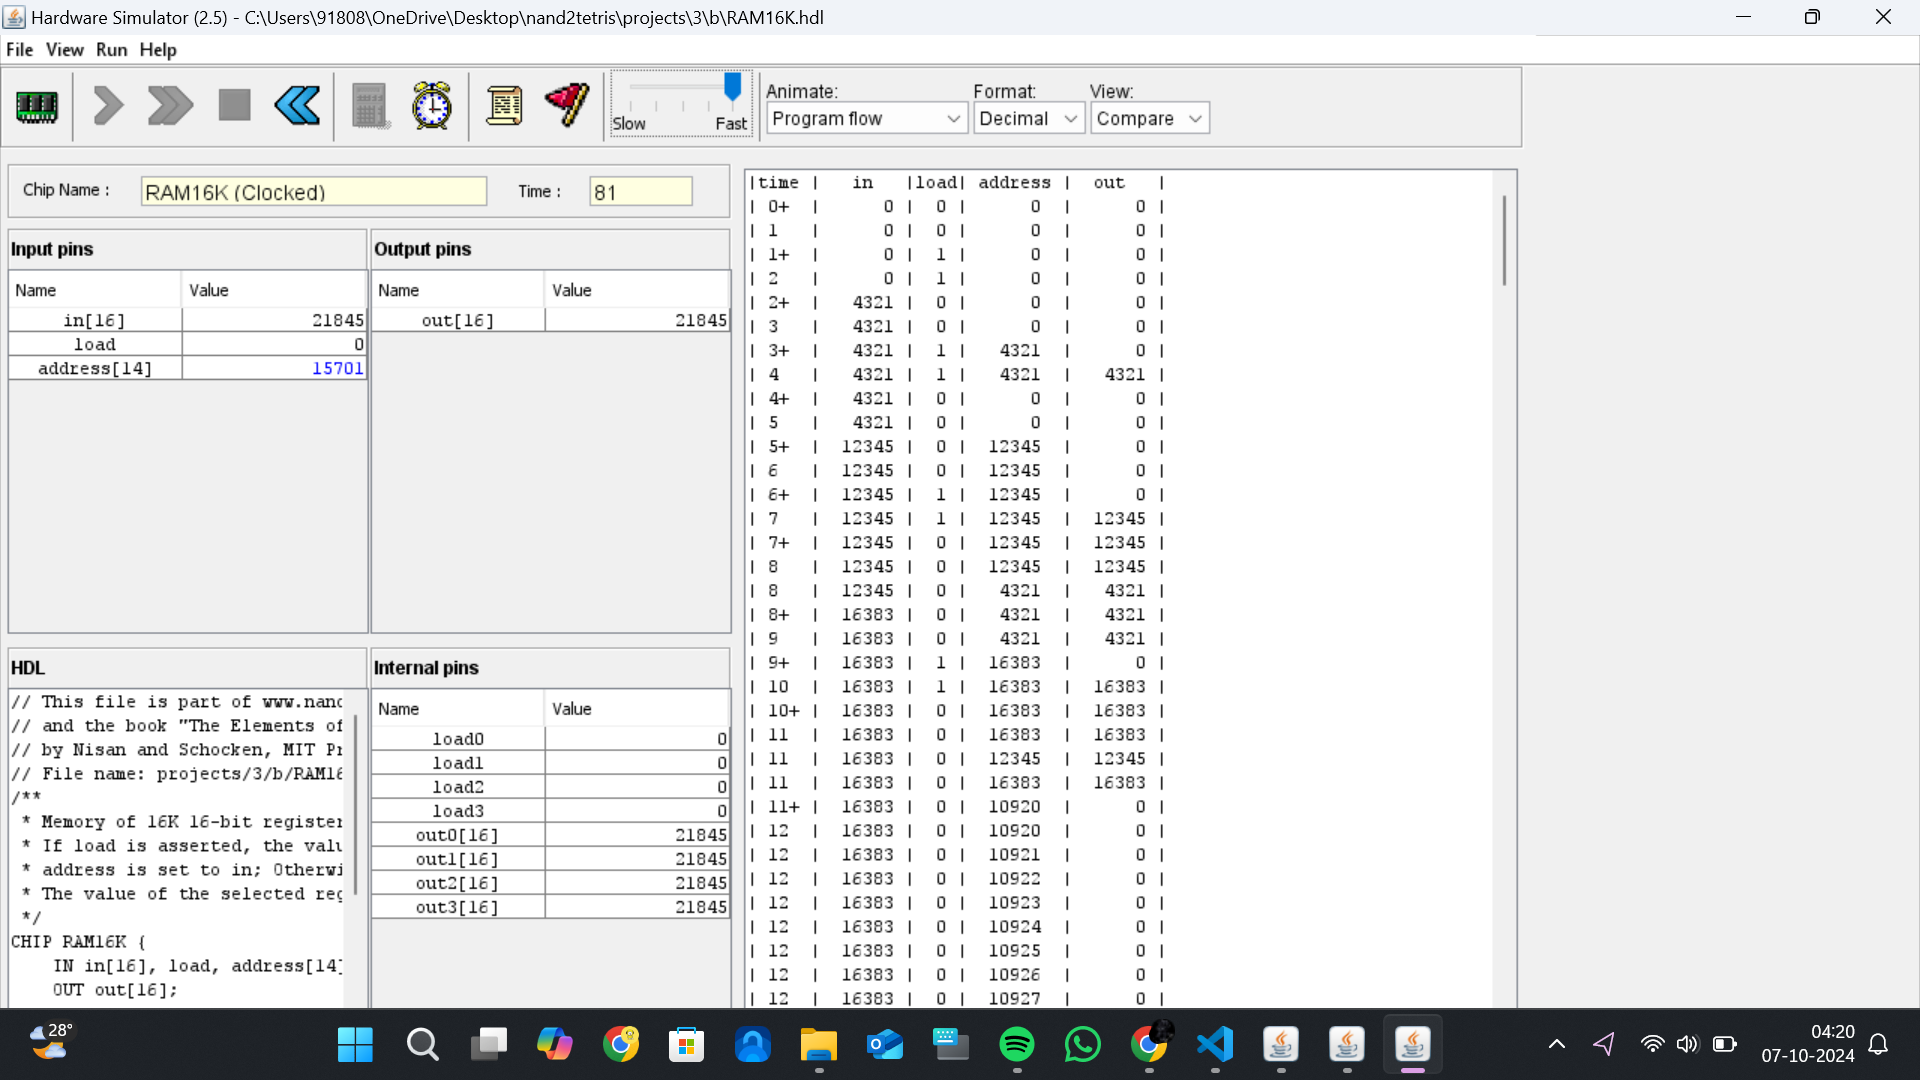 Hardware Simulator (2.5) - C:\Users\91808\OneDrive\Desktop\nand2tetris\projects\3\b\RAM16K.hdl
File View Run Help
Slow Fast
Animate: Format: View:
Program flow Decimal Compare
Chip Name : RAM16K (Clocked) Time : 81
Input pins
Name Value
in[16] 21845
load 0
address[14] 15701
Output pins
Name Value
out[16] 21845
HDL
// This file is part of www.nanc
// and the book "The Elements of
// by Nisan and Schocken, MIT Pr
// File name: projects/3/b/RAM16
/**
* Memory of 16K 16-bit register
* If load is asserted, the valu
* address is set to in; Otherwi
* The value of the selected reg
*/
CHIP RAM16K {
IN in[16], load, address[14]
OUT out[16];
Internal pins
Name Value
load0 0
load1 0
load2 0
load3 0
out0[16] 21845
out1[16] 21845
out2[16] 21845
out3[16] 21845
|time | in |load| address | out |
| 0+ | 0 | 0 | 0 | 0 |
| 1 | 0 | 0 | 0 | 0 |
| 1+ | 0 | 1 | 0 | 0 |
| 2 | 0 | 1 | 0 | 0 |
| 2+ | 4321 | 0 | 0 | 0 |
| 3 | 4321 | 0 | 0 | 0 |
| 3+ | 4321 | 1 | 4321 | 0 |
| 4 | 4321 | 1 | 4321 | 4321 |
| 4+ | 4321 | 0 | 0 | 0 |
| 5 | 4321 | 0 | 0 | 0 |
| 5+ | 12345 | 0 | 12345 | 0 |
| 6 | 12345 | 0 | 12345 | 0 |
| 6+ | 12345 | 1 | 12345 | 0 |
| 7 | 12345 | 1 | 12345 | 12345 |
| 7+ | 12345 | 0 | 12345 | 12345 |
| 8 | 12345 | 0 | 12345 | 12345 |
| 8 | 12345 | 0 | 4321 | 4321 |
| 8+ | 16383 | 0 | 4321 | 4321 |
| 9 | 16383 | 0 | 4321 | 4321 |
| 9+ | 16383 | 1 | 16383 | 0 |
| 10 | 16383 | 1 | 16383 | 16383 |
| 10+ | 16383 | 0 | 16383 | 16383 |
| 11 | 16383 | 0 | 16383 | 16383 |
| 11 | 16383 | 0 | 12345 | 12345 |
| 11 | 16383 | 0 | 16383 | 16383 |
| 11+ | 16383 | 0 | 10920 | 0 |
| 12 | 16383 | 0 | 10920 | 0 |
| 12 | 16383 | 0 | 10921 | 0 |
| 12 | 16383 | 0 | 10922 | 0 |
| 12 | 16383 | 0 | 10923 | 0 |
| 12 | 16383 | 0 | 10924 | 0 |
| 12 | 16383 | 0 | 10925 | 0 |
| 12 | 16383 | 0 | 10926 | 0 |
| 12 | 16383 | 0 | 10927 | 0 |
28°
04:20
07-10-2024